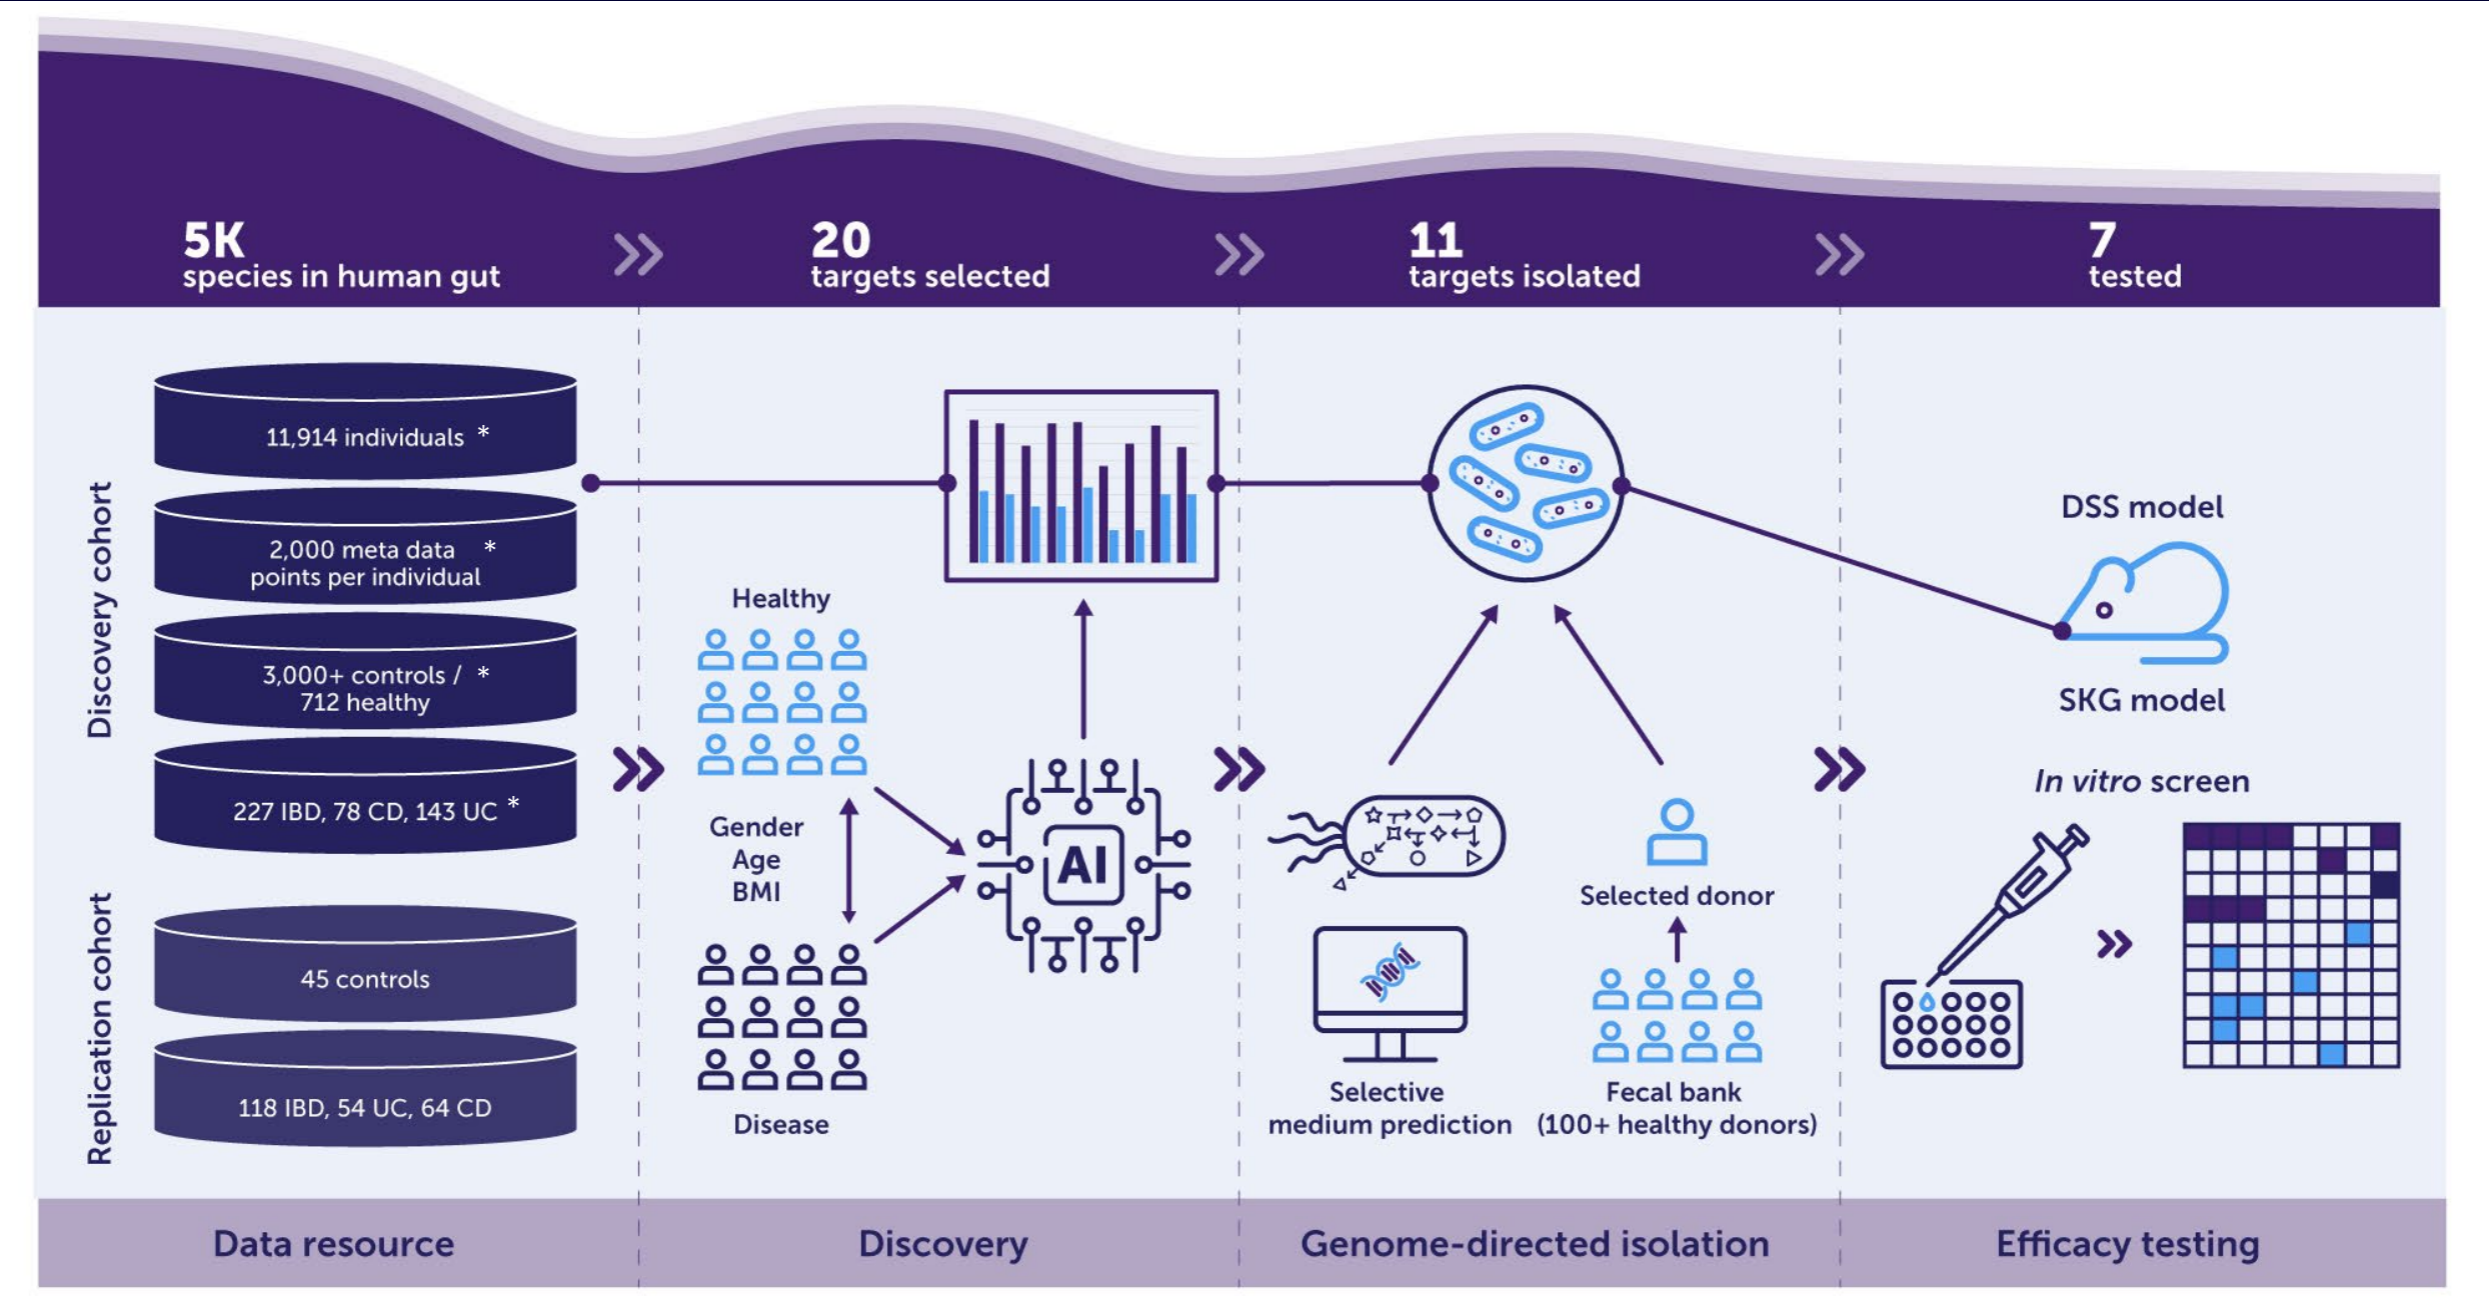 5K
species in human gut
20
targets selected
11
targets isolated
7
tested
Discovery cohort
11,914 individuals *
2,000 meta data *
points per individual
3,000+ controls / *
712 healthy
227 IBD, 78 CD, 143 UC *
Replication cohort
45 controls
118 IBD, 54 UC, 64 CD
Healthy
Gender
Age
BMI
Disease
AI
Selective
medium prediction
Selected donor
Fecal bank
(100+ healthy donors)
DSS model
SKG model
In vitro screen
Data resource
Discovery
Genome-directed isolation
Efficacy testing